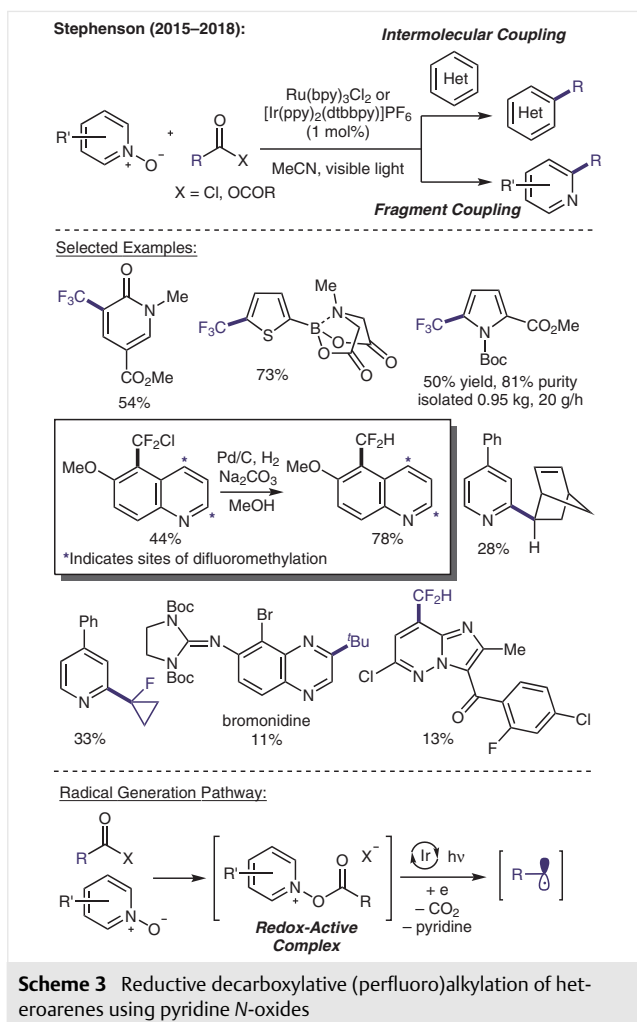 Stephenson (2015–2018):
Intermolecular Coupling
Het
R'
N
+
O
−
+
O
R
X
X = Cl, OCOR
Ru(bpy)3Cl2 or
[Ir(ppy)2(dtbbpy)]PF6
(1 mol%)
MeCN, visible light
Het
R
R'
N
R
Fragment Coupling
Selected Examples:
F3C
O
N
Me
CO2Me
54%
F3C
S
B
Me
N
O
O
O
O
73%
F3C
N
Boc
CO2Me
50% yield, 81% purity
isolated 0.95 kg, 20 g/h
CF2Cl
MeO
*
N
*
44%
Pd/C, H2
Na2CO3
MeOH
CF2H
MeO
*
N
*
78%
*Indicates sites of difluoromethylation
Ph
N
H
28%
Ph
N
F
33%
Boc
N
N
Boc
N
Br
N
N
tBu
bromonidine
11%
CF2H
Cl
N
N
N
Me
O
F
Cl
13%
Radical Generation Pathway:
O
R
X
R'
N
+
O
−
R'
N
+
O
O
R
X−
Redox-Active
Complex
Ir
hν
+ e
– CO2
– pyridine
R
Scheme 3 Reductive decarboxylative (perfluoro)alkylation of het-
eroarenes using pyridine N-oxides